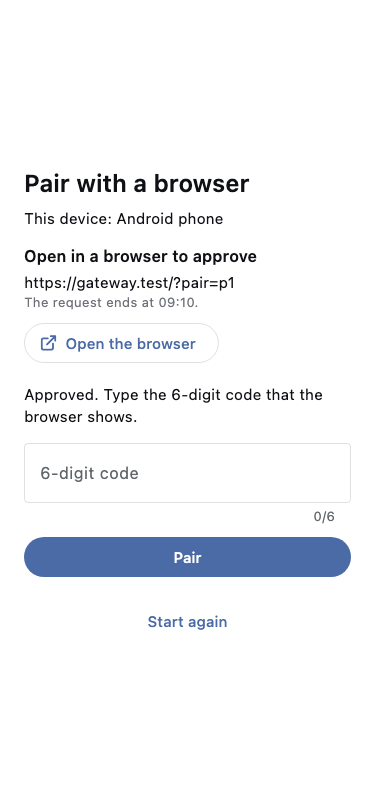 Pair with a browser
This device: Android phone
Open in a browser to approve
https://gateway.test/?pair=p1
The request ends at 09:10.
Open the browser
Approved. Type the 6-digit code that the
browser shows.
6-digit code
0/6
Pair
Start again